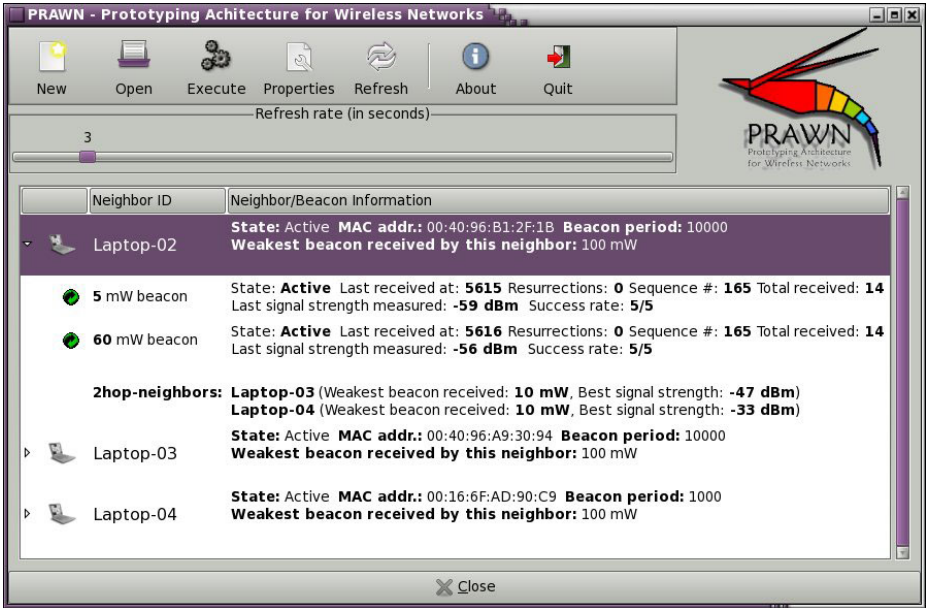 PRAWN - Prototyping Achitecture for Wireless Networks
New Open Execute Properties Refresh About Quit
Refresh rate (in seconds)
3
PRAWN
Prototyping Architecture
for Wireless Networks
Neighbor ID Neighbor/Beacon Information
Laptop-02
State: Active MAC addr.: 00:40:96:B1:2F:1B Beacon period: 10000
Weakest beacon received by this neighbor: 100 mW
5 mW beacon
State: Active Last received at: 5615 Resurrections: 0 Sequence #: 165 Total received: 14
Last signal strength measured: -59 dBm Success rate: 5/5
60 mW beacon
State: Active Last received at: 5616 Resurrections: 0 Sequence #: 165 Total received: 14
Last signal strength measured: -56 dBm Success rate: 5/5
2hop-neighbors: Laptop-03 (Weakest beacon received: 10 mW, Best signal strength: -47 dBm)
Laptop-04 (Weakest beacon received: 10 mW, Best signal strength: -33 dBm)
Laptop-03
State: Active MAC addr.: 00:40:96:A9:30:94 Beacon period: 10000
Weakest beacon received by this neighbor: 100 mW
Laptop-04
State: Active MAC addr.: 00:16:6F:AD:90:C9 Beacon period: 1000
Weakest beacon received by this neighbor: 100 mW
Close